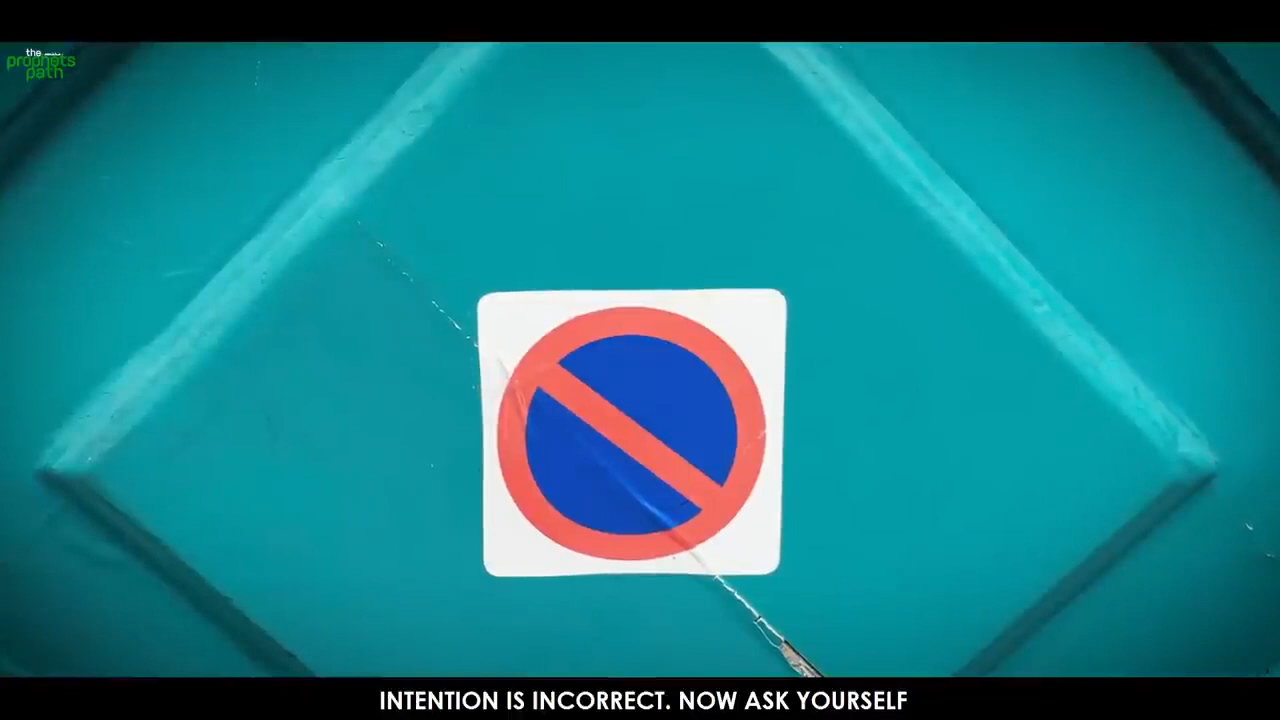 the
prophets
path
INTENTION IS INCORRECT. NOW ASK YOURSELF